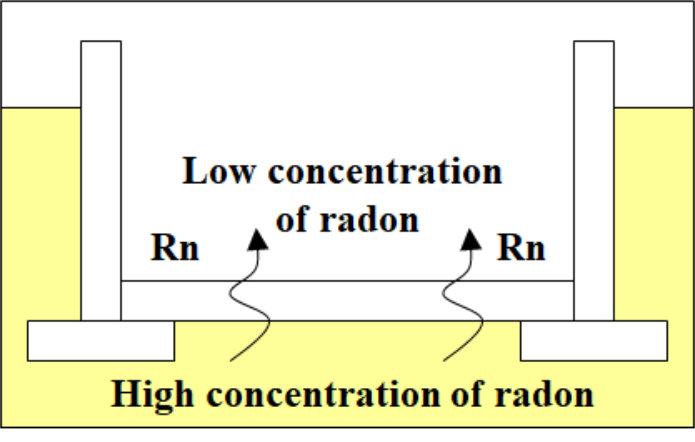 Low concentration
of radon
Rn
Rn
High concentration of radon